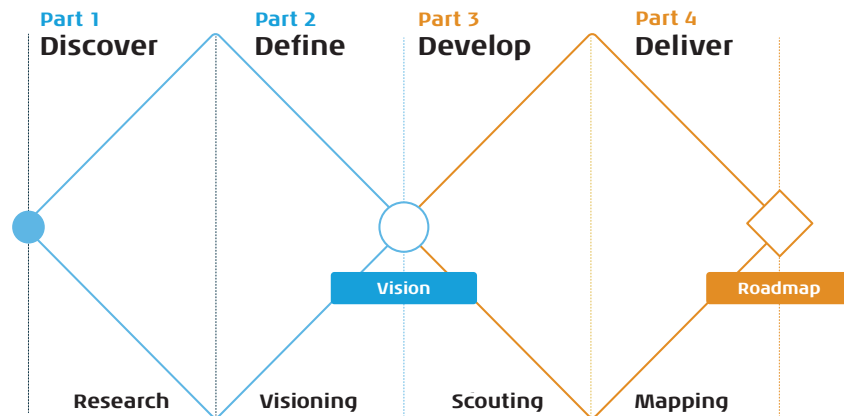 Part 1
Discover
Part 2
Define
Part 3
Develop
Part 4
Deliver
Vision
Roadmap
Research
Visioning
Scouting
Mapping